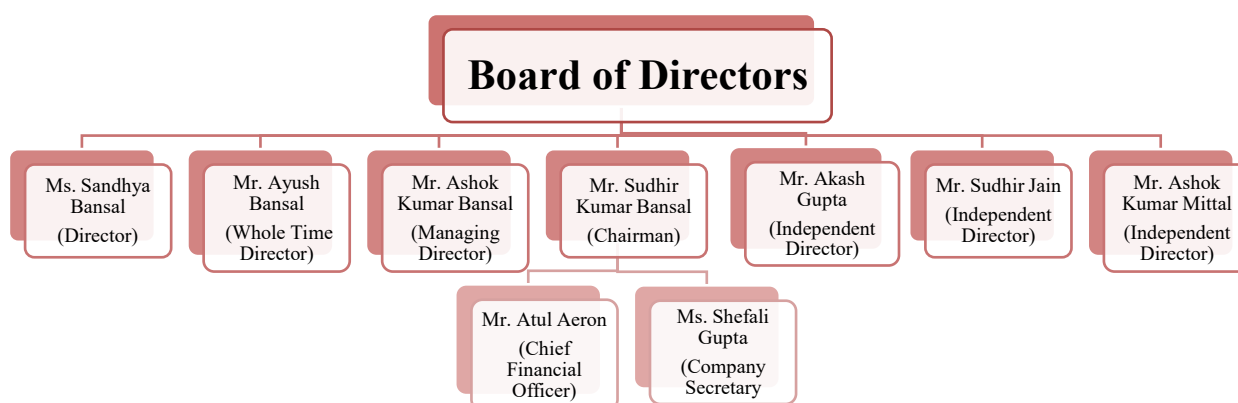 Board of Directors
Ms. Sandhya
Bansal
(Director)
Mr. Ayush
Bansal
(Whole Time
Director)
Mr. Ashok
Kumar Bansal
(Managing
Director)
Mr. Sudhir
Kumar Bansal
(Chairman)
Mr. Akash
Gupta
(Independent
Director)
Mr. Sudhir Jain
(Independent
Director)
Mr. Ashok
Kumar Mittal
(Independent
Director)
Mr. Atul Aeron
(Chief
Financial
Officer)
Ms. Shefali
Gupta
(Company
Secretary